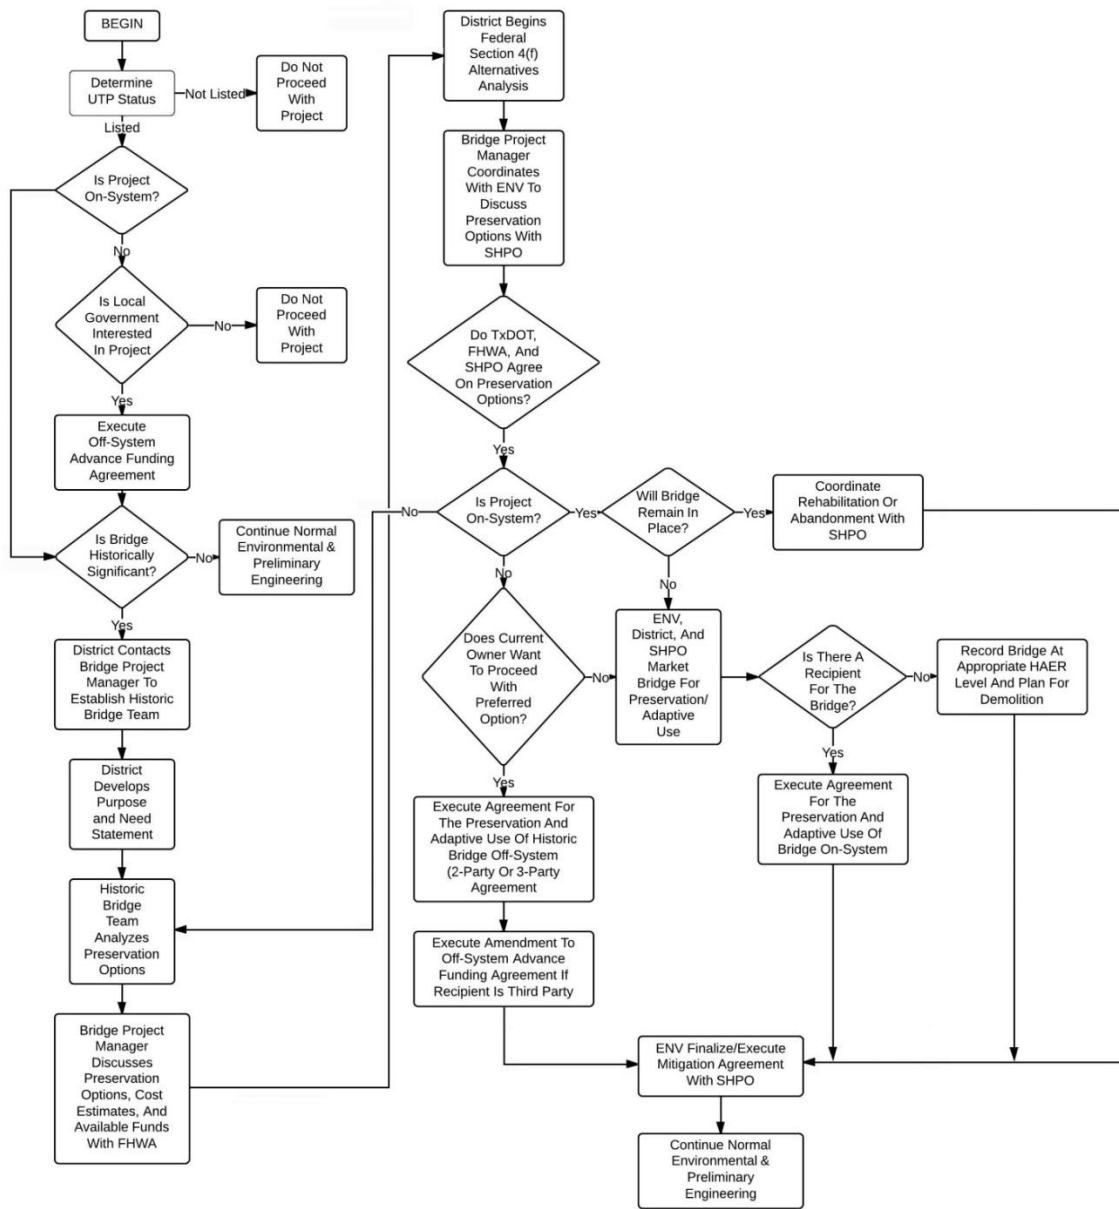 BEGIN
Determine
UTP Status
Not Listed
Do Not
Proceed
With
Project
Listed
Is Project
On-System?
No
Is Local
Government
Interested
In Project
No
Do Not
Proceed
With
Project
Yes
Execute
Off-System
Advance Funding
Agreement
Is Bridge
Historically
Significant?
No
Continue Normal
Environmental &
Preliminary
Engineering
Yes
District Contacts
Bridge Project
Manager To
Establish Historic
Bridge Team
District
Develops
Purpose
and Need
Statement
Historic
Bridge
Team
Analyzes
Preservation
Options
Bridge Project
Manager
Discusses
Preservation
Options, Cost
Estimates, And
Available Funds
With FHWA
District Begins
Federal
Section 4(f)
Alternatives
Analysis
Bridge Project
Manager
Coordinates
With ENV To
Discuss
Preservation
Options With
SHPO
Do TxDOT,
FHWA, And
SHPO Agree
On Preservation
Options?
Yes
No
Is Project
On-System?
Yes
Will Bridge
Remain In
Place?
Yes
Coordinate
Rehabilitation Or
Abandonment With
SHPO
No
No
Does Current
Owner Want
To Proceed
With
Preferred
Option?
No
ENV,
District, And
SHPO
Market
Bridge For
Preservation/
Adaptive
Use
Is There A
Recipient
For The
Bridge?
No
Record Bridge At
Appropriate HAER
Level And Plan For
Demolition
Yes
Yes
Execute Agreement For
The Preservation And
Adaptive Use Of Historic
Bridge Off-System
(2-Party Or 3-Party
Agreement
Execute Agreement
For The
Preservation And
Adaptive Use Of
Bridge On-System
Execute Amendment To
Off-System Advance
Funding Agreement If
Recipient Is Third Party
ENV Finalize/Execute
Mitigation Agreement
With SHPO
Continue Normal
Environmental &
Preliminary
Engineering